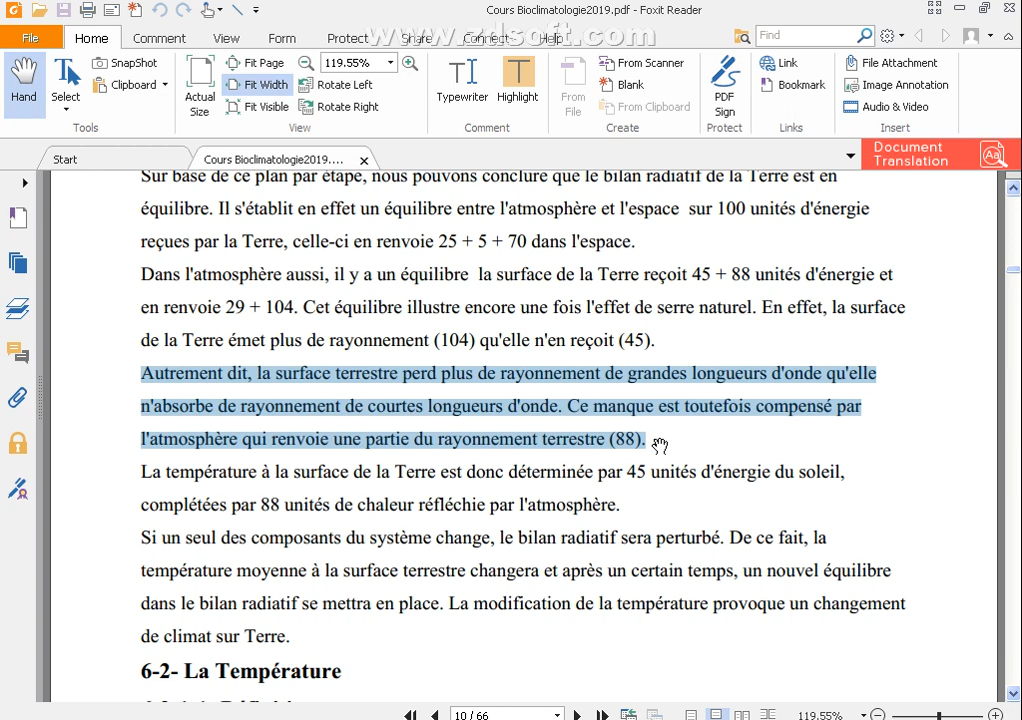 Cours Bioclimatologie2019.pdf - Foxit Reader
File Home Comment View Form Protect Share Connect Help Find
www.zdsoft.com
SnapShot Fit Page 119.55% From Scanner Link File Attachment
Clipboard Fit Width Rotate Left Blank Bookmark Image Annotation
Hand Select Actual Size Fit Visible Rotate Right Typewriter Highlight From File From Clipboard PDF Sign Audio & Video
Tools View Comment Create Protect Links Insert
Start Cours Bioclimatologie2019.... Document Translation
Sur base de ce plan par étape, nous pouvons conclure que le bilan radiatif de la Terre est en
équilibre. Il s'établit en effet un équilibre entre l'atmosphère et l'espace sur 100 unités d'énergie
reçues par la Terre, celle-ci en renvoie 25 + 5 + 70 dans l'espace.
Dans l'atmosphère aussi, il y a un équilibre la surface de la Terre reçoit 45 + 88 unités d'énergie et
en renvoie 29 + 104. Cet équilibre illustre encore une fois l'effet de serre naturel. En effet, la surface
de la Terre émet plus de rayonnement (104) qu'elle n'en reçoit (45).
Autrement dit, la surface terrestre perd plus de rayonnement de grandes longueurs d'onde qu'elle
n'absorbe de rayonnement de courtes longueurs d'onde. Ce manque est toutefois compensé par
l'atmosphère qui renvoie une partie du rayonnement terrestre (88).
La température à la surface de la Terre est donc déterminée par 45 unités d'énergie du soleil,
complétées par 88 unités de chaleur réfléchie par l'atmosphère.
Si un seul des composants du système change, le bilan radiatif sera perturbé. De ce fait, la
température moyenne à la surface terrestre changera et après un certain temps, un nouvel équilibre
dans le bilan radiatif se mettra en place. La modification de la température provoque un changement
de climat sur Terre.
6-2- La Température
10 / 66 119.55%